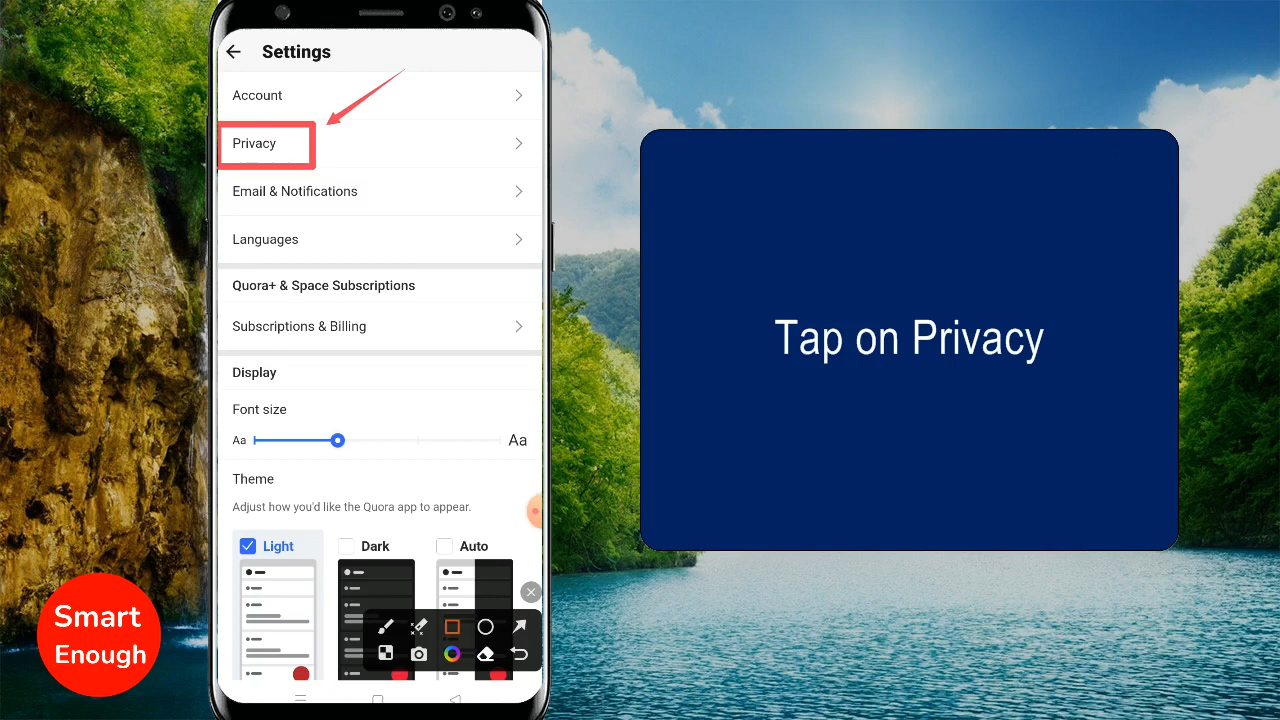 Settings
Account
Privacy
Email & Notifications
Languages
Quora+ & Space Subscriptions
Subscriptions & Billing
Display
Font size
Aa Aa
Theme
Adjust how you'd like the Quora app to appear.
Light Dark Auto
Tap on Privacy
Smart
Enough